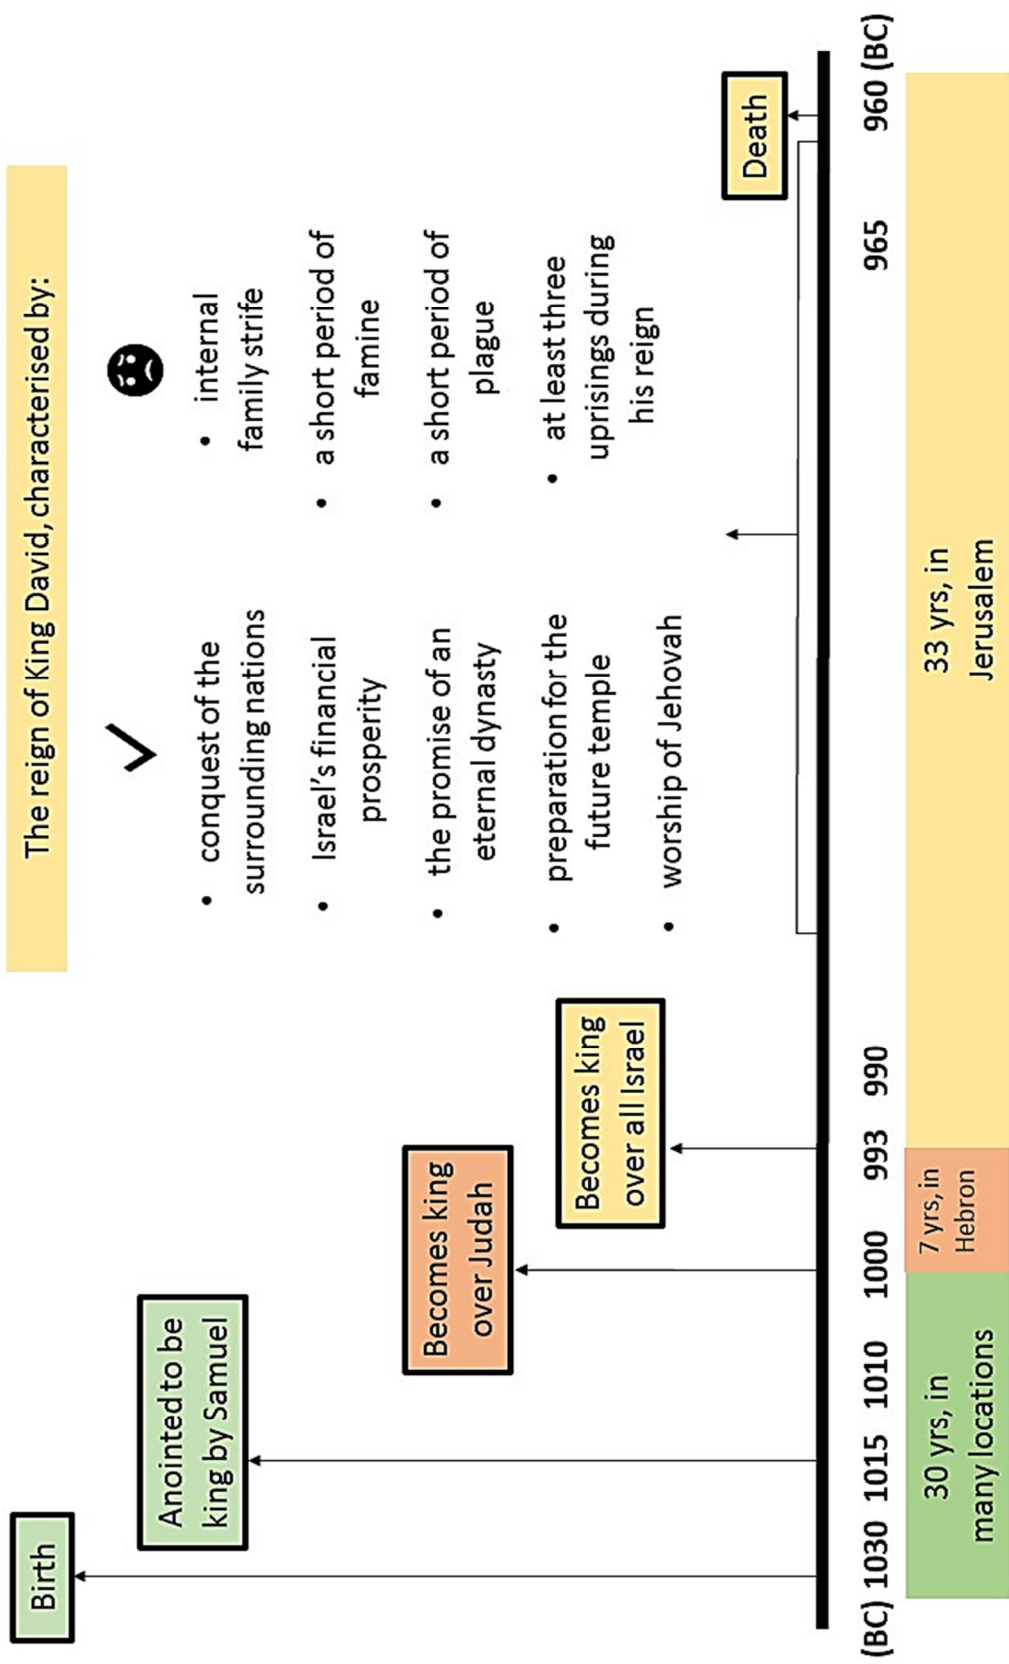 The reign of King David, characterised by:
Birth
Anointed to be
king by Samuel
Becomes king
over Judah
Becomes king
over all Israel
• conquest of the
surrounding nations
• Israel's financial
prosperity
• the promise of an
eternal dynasty
• preparation for the
future temple
• worship of Jehovah
• internal
family strife
• a short period of
famine
• a short period of
plague
• at least three
uprisings during
his reign
Death
(BC) 1030 1015 1010 1000 993 990 965 960 (BC)
30 yrs, in
many locations
7 yrs, in
Hebron
33 yrs, in
Jerusalem